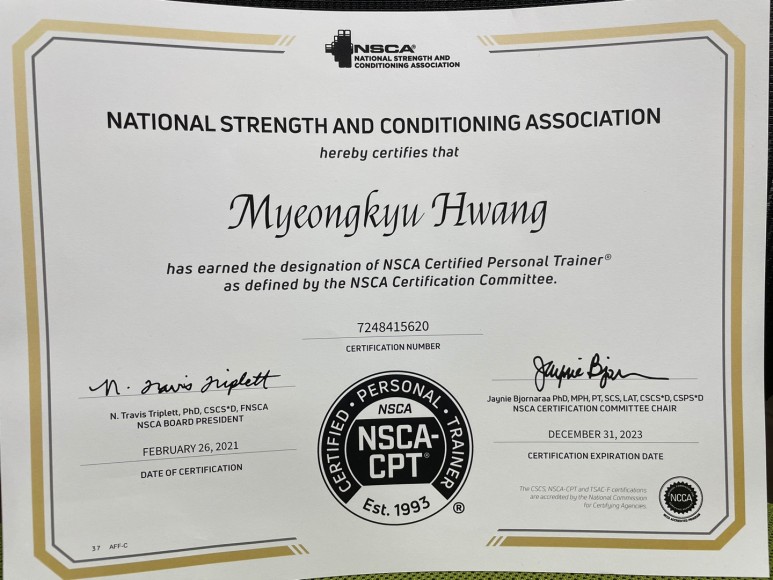 NSCA®
NATIONAL STRENGTH AND
CONDITIONING ASSOCIATION
NATIONAL STRENGTH AND CONDITIONING ASSOCIATION
hereby certifies that
Myeongkyu Hwang
has earned the designation of NSCA Certified Personal Trainer®
as defined by the NSCA Certification Committee.
7248415620
CERTIFICATION NUMBER
N. Travis Triplett
N. Travis Triplett, PhD, CSCS*D, FNSCA
NSCA BOARD PRESIDENT
FEBRUARY 26, 2021
DATE OF CERTIFICATION
CERTIFIED • PERSONAL • TRAINER
NSCA
NSCA-
CPT®
Est. 1993
®
Jaynie Bjornaraa PhD, MPH, PT, SCS, LAT, CSCS*D, CSPS*D
NSCA CERTIFICATION COMMITTEE CHAIR
DECEMBER 31, 2023
CERTIFICATION EXPIRATION DATE
The CSCS, NSCA-CPT and TSAC-F certifications
are accredited by the National Commission
for Certifying Agencies.
NCCA
37 AFF-C